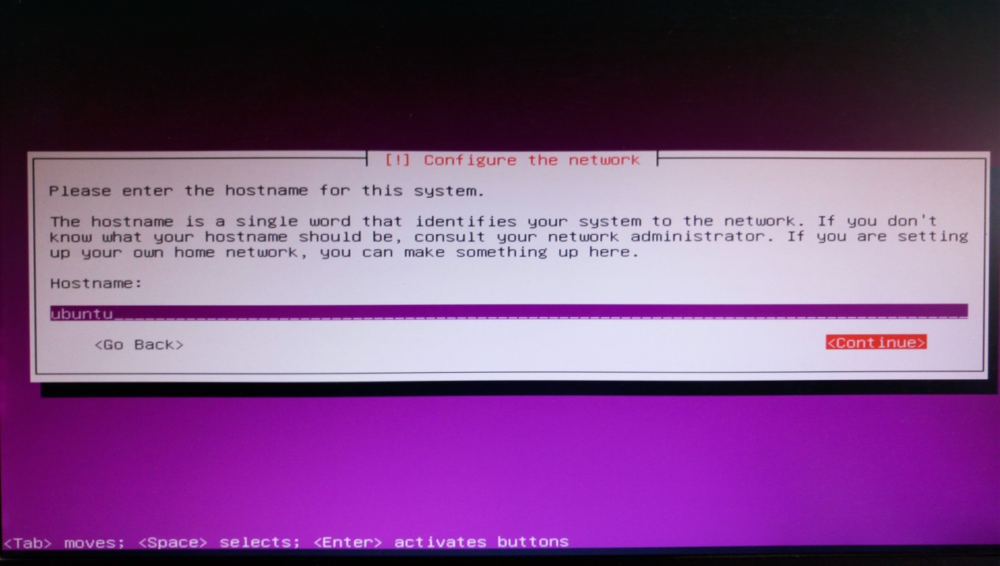 [!] Configure the network
Please enter the hostname for this system.
The hostname is a single word that identifies your system to the network. If you don't
know what your hostname should be, consult your network administrator. If you are setting
up your own home network, you can make something up here.
Hostname:
ubuntu
<Go Back> <Continue>
<Tab> moves; <Space> selects; <Enter> activates buttons